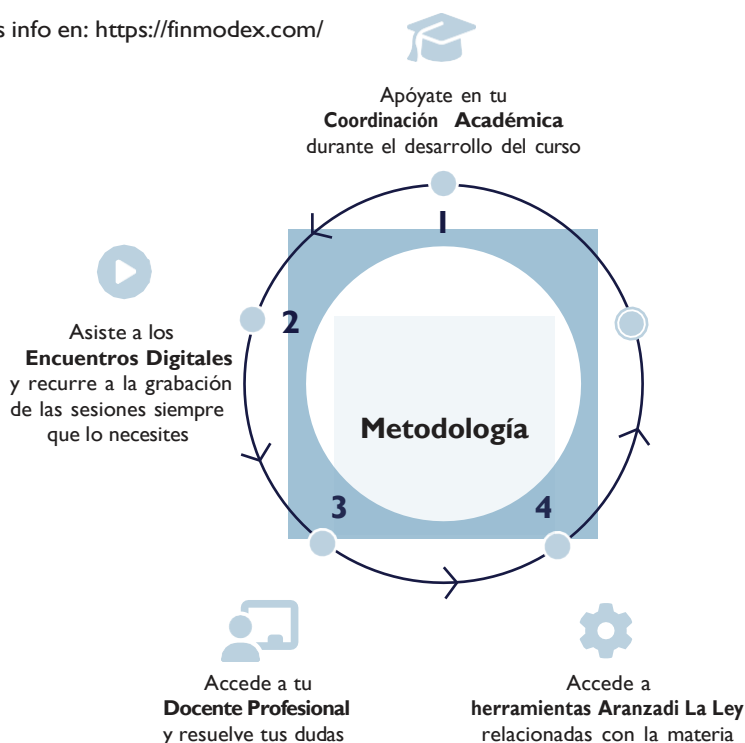 s info en: https://finmodex.com/
Apóyate en tu
Coordinación Académica
durante el desarrollo del curso
1
2
Asiste a los
Encuentros Digitales
y recurre a la grabación
de las sesiones siempre
que lo necesites
Metodología
3
4
Accede a tu
Docente Profesional
y resuelve tus dudas
Accede a
herramientas Aranzadi La Ley
relacionadas con la materia